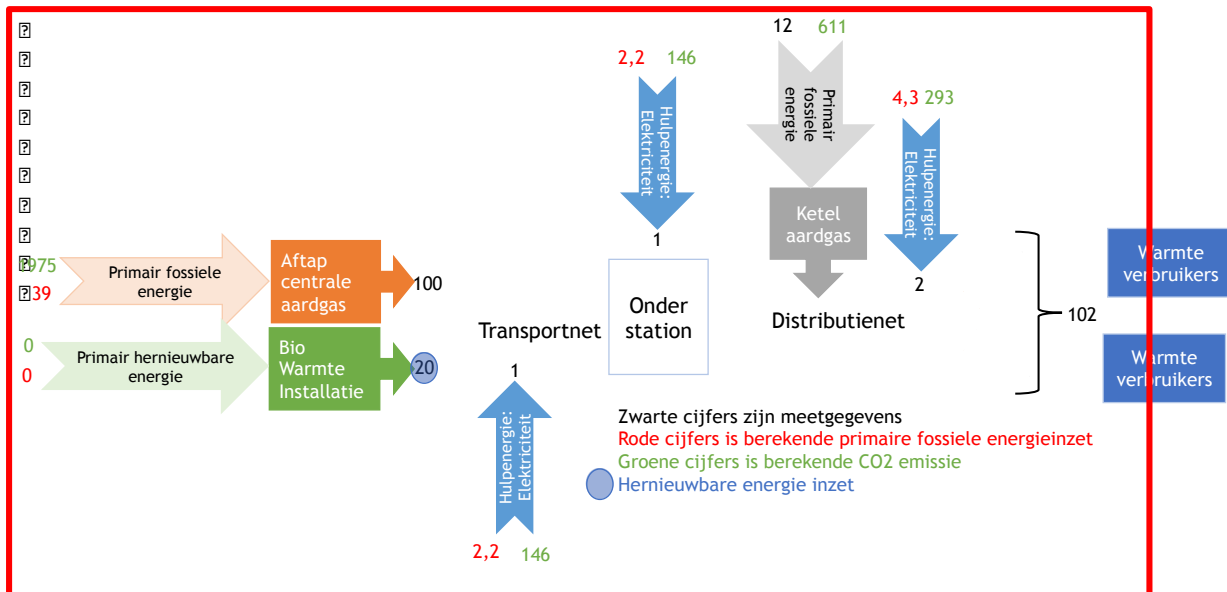 12 611
2,2 146
Primair fossiele energie
4,3 293
Hulpenergie: Elektriciteit
Hulpenergie: Elektriciteit
Ketel
aardgas
1
2
975
39
Primair fossiele
energie
Aftap
centrale
aardgas
100
Transportnet
Onder
station
Distributienet
102
Warmte
verbruikers
0
0
Primair hernieuwbare
energie
Bio
Warmte
Installatie
20
1
Warmte
verbruikers
Hulpenergie:
Elektriciteit
2,2 146
Zwarte cijfers zijn meetgegevens
Rode cijfers is berekende primaire fossiele energieinzet
Groene cijfers is berekende CO2 emissie
Hernieuwbare energie inzet